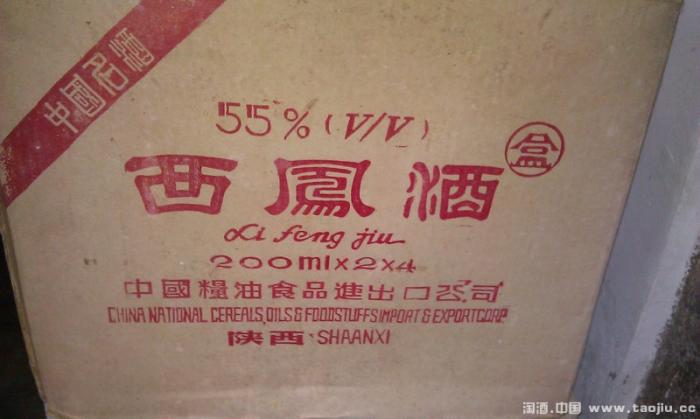 中國名酒
55% (V/V)
西鳳酒 盒
Xi feng jiu
200ml×2×4
中國糧油食品進出口公司
CHINA NATIONAL CEREALS, OILS & FOODSTUFFS IMPORT & EXPORT CORP.
陕西·SHAANXI
淘酒.中国 www.taojiu.cc